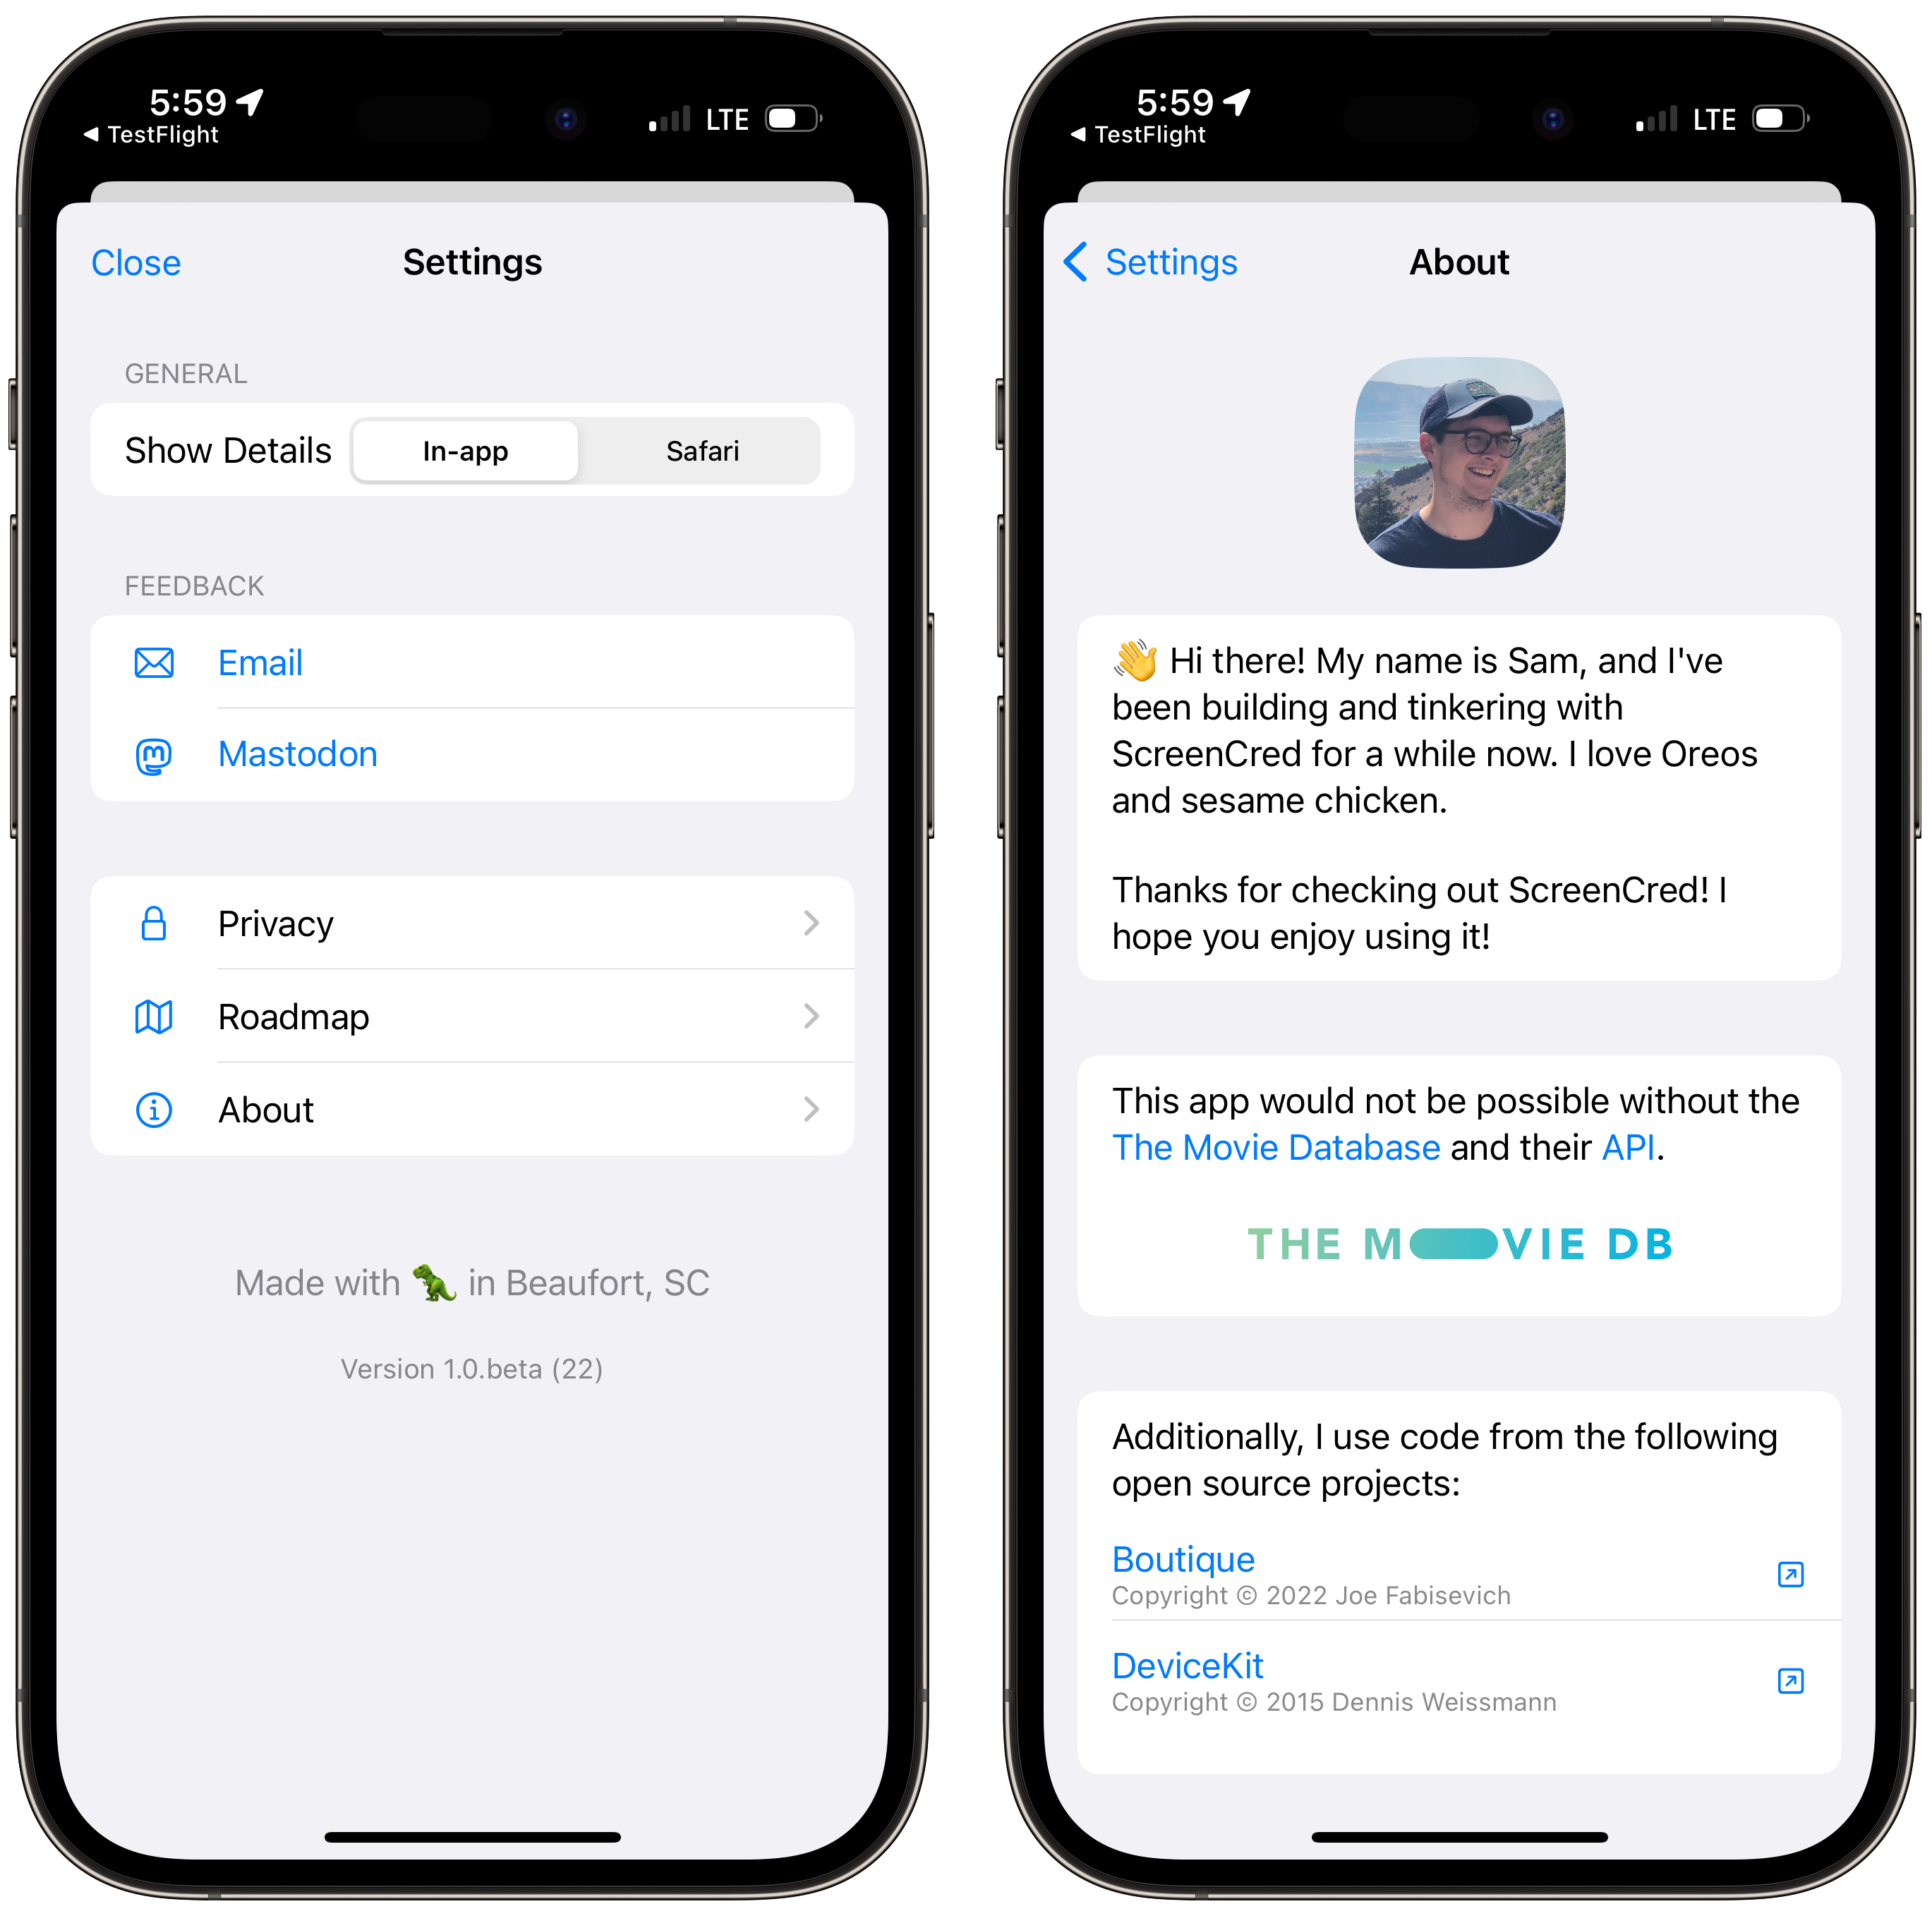 5:59
TestFlight
LTE
Close
Settings
GENERAL
Show Details
In-app
Safari
FEEDBACK
Email
Mastodon
Privacy
Roadmap
About
Made with 🦖 in Beaufort, SC
Version 1.0.beta (22)
5:59
TestFlight
LTE
Settings
About
👋 Hi there! My name is Sam, and I've
been building and tinkering with
ScreenCred for a while now. I love Oreos
and sesame chicken.
Thanks for checking out ScreenCred! I
hope you enjoy using it!
This app would not be possible without the
The Movie Database and their API.
THE MOVIE DB
Additionally, I use code from the following
open source projects:
Boutique
Copyright © 2022 Joe Fabisevich
DeviceKit
Copyright © 2015 Dennis Weissmann